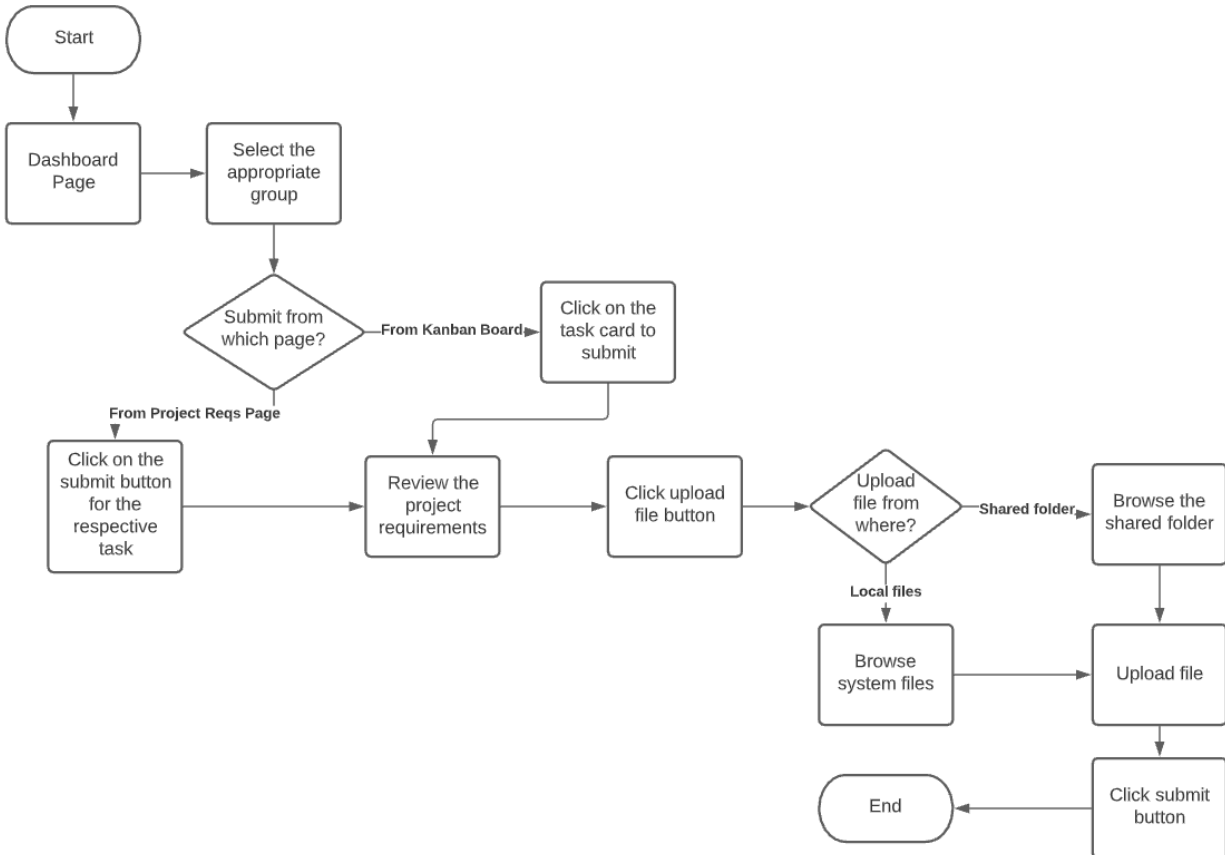 Start
Dashboard
Page
Select the
appropriate
group
Submit from
which page?
From Kanban Board
Click on the
task card to
submit
From Project Reqs Page
Click on the
submit button
for the
respective
task
Review the
project
requirements
Click upload
file button
Upload
file from
where?
Shared folder
Browse the
shared folder
Local files
Browse
system files
Upload file
Click submit
button
End